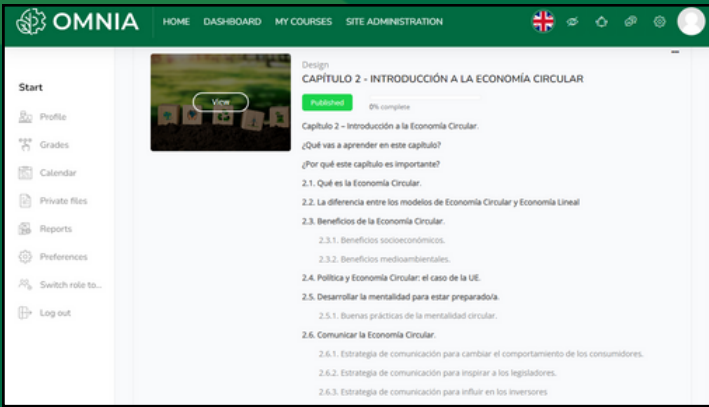 OMNIA HOME DASHBOARD MY COURSES SITE ADMINISTRATION
Start
Profile
Grades
Calendar
Private files
Reports
Preferences
Switch role to...
Log out
View
Design
CAPÍTULO 2 - INTRODUCCIÓN A LA ECONOMÍA CIRCULAR
Published 0% complete
Capítulo 2 – Introducción a la Economía Circular.
¿Qué vas a aprender en este capítulo?
¿Por qué este capítulo es importante?
2.1. Qué es la Economía Circular.
2.2. La diferencia entre los modelos de Economía Circular y Economía Lineal
2.3. Beneficios de la Economía Circular.
2.3.1. Beneficios socioeconómicos.
2.3.2. Beneficios medioambientales.
2.4. Política y Economía Circular: el caso de la UE.
2.5. Desarrollar la mentalidad para estar preparado/a.
2.5.1. Buenas prácticas de la mentalidad circular.
2.6. Comunicar la Economía Circular.
2.6.1. Estrategia de comunicación para cambiar el comportamiento de los consumidores.
2.6.2. Estrategia de comunicación para inspirar a los legisladores.
2.6.3. Estrategia de comunicación para influir en los inversores